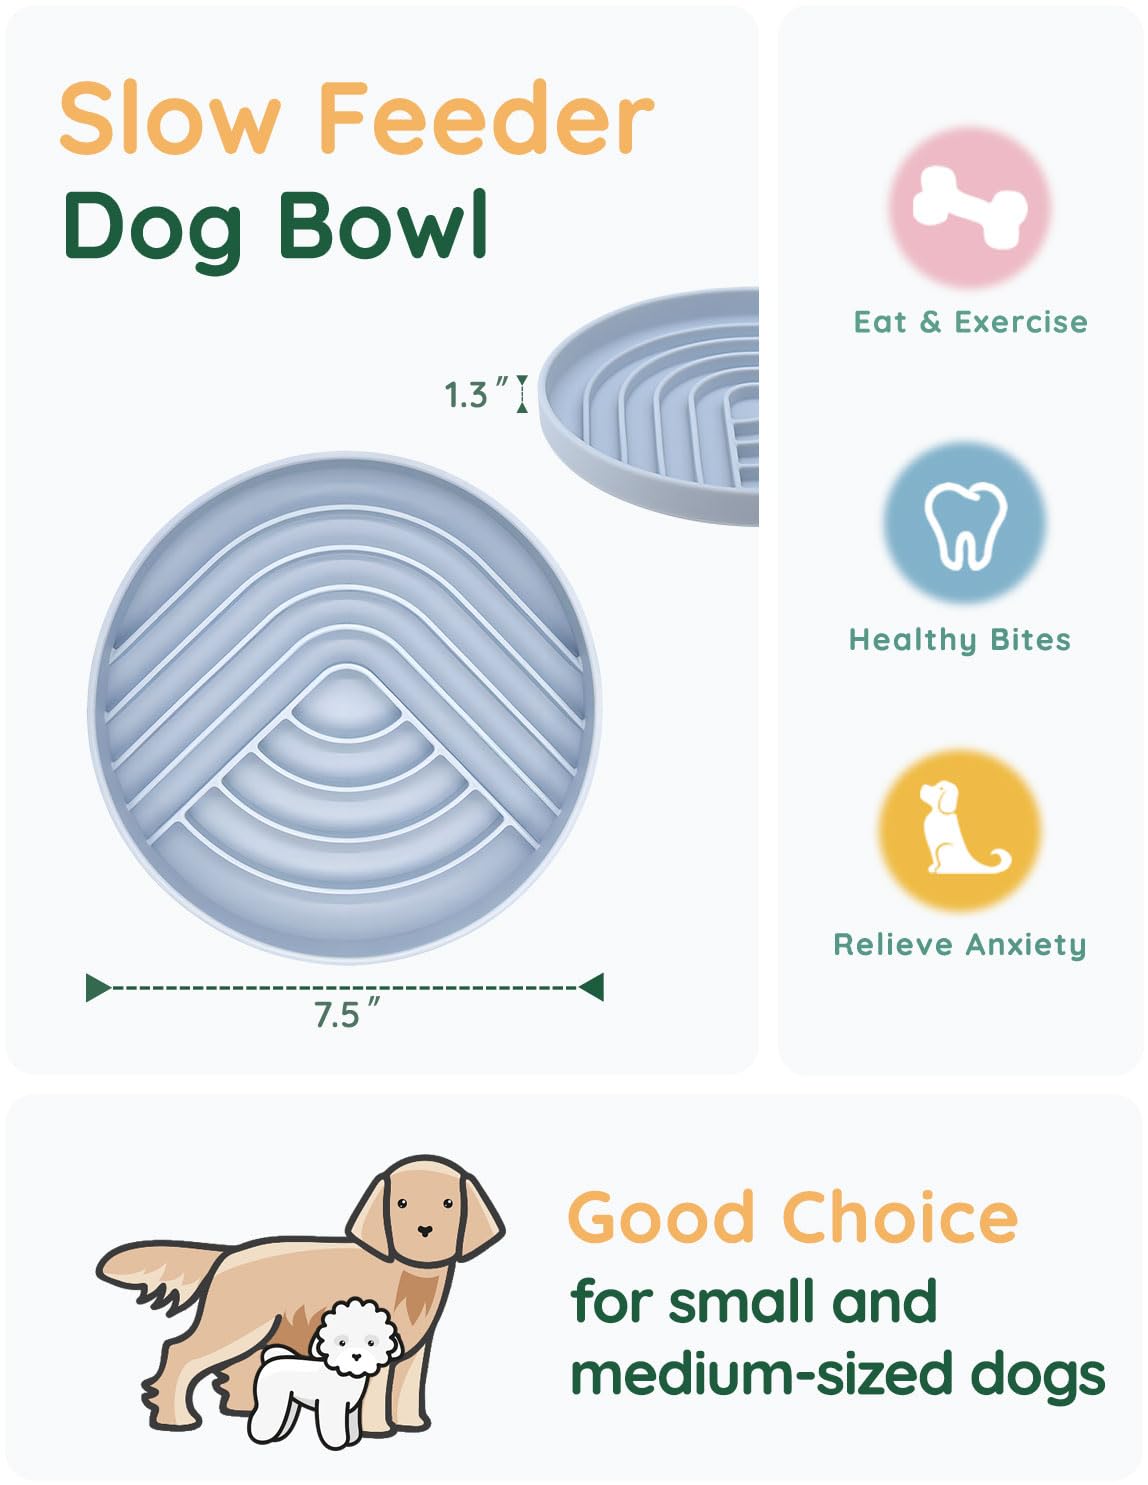 Slow Feeder
Dog Bowl
1.3"
7.5"
Eat & Exercise
Healthy Bites
Relieve Anxiety
Good Choice
for small and
medium-sized dogs